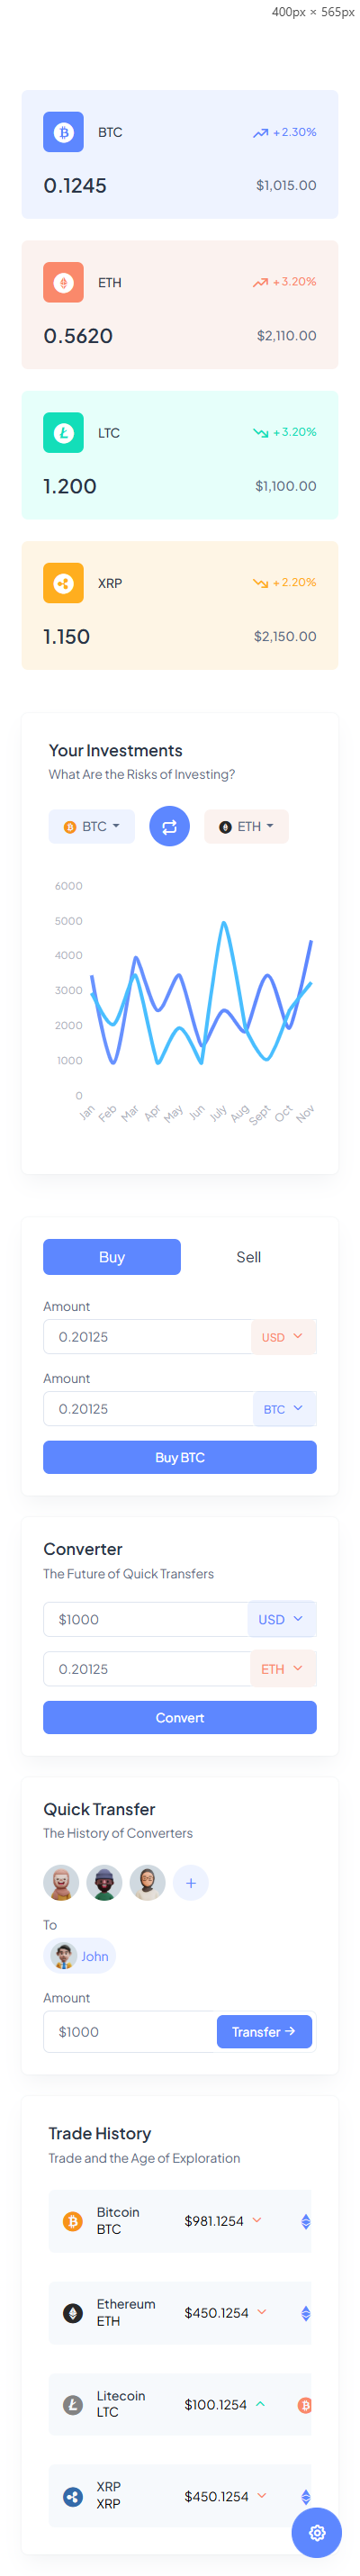 400px × 565px
BTC
+ 2.30%
0.1245
$1,015.00
ETH
+ 3.20%
0.5620
$2,110.00
LTC
+ 3.20%
1.200
$1,100.00
XRP
+ 2.20%
1.150
$2,150.00
Your Investments
What Are the Risks of Investing?
BTC
ETH
6000
5000
4000
3000
2000
1000
0
Jan Feb Mar Apr May Jun July Aug Sept Oct Nov
Buy Sell
Amount
0.20125 USD
Amount
0.20125 BTC
Buy BTC
Converter
The Future of Quick Transfers
$1000 USD
0.20125 ETH
Convert
Quick Transfer
The History of Converters
+
To
John
Amount
$1000 Transfer →
Trade History
Trade and the Age of Exploration
Bitcoin
BTC
$981.1254
Ethereum
ETH
$450.1254
Litecoin
LTC
$100.1254
XRP
XRP
$450.1254